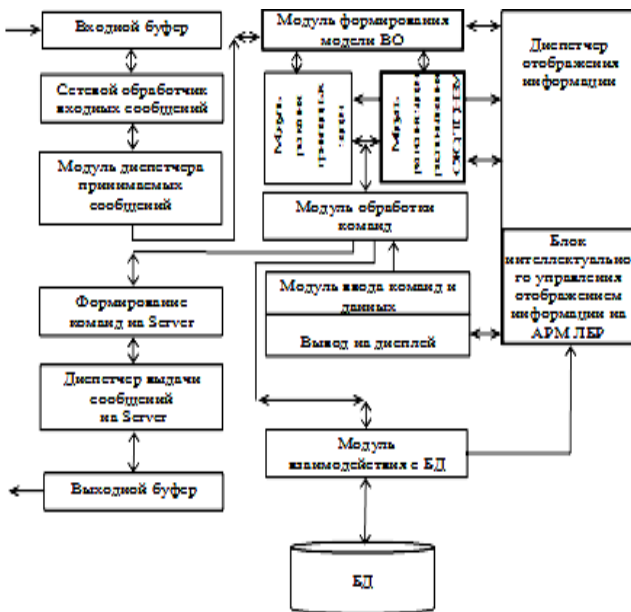 Входной буфер
Сетевой обработчик
входных сообщений
Модуль диспетчера
принимаемых
сообщений
Формирование
команд на Server
Диспетчер выдачи
сообщений
на Server
Выходной буфер
Модуль формирования
модели ВО
Модуль
Модуль
Модуль обработки
команд
Модуль ввода команд и
данных
Вывод на дисплей
Модуль
взаимодействия с БД
БД
Диспетчер
отображения
информации
Блок
интеллектуально
го управления
отображением
информации на
АРМ ЛБР